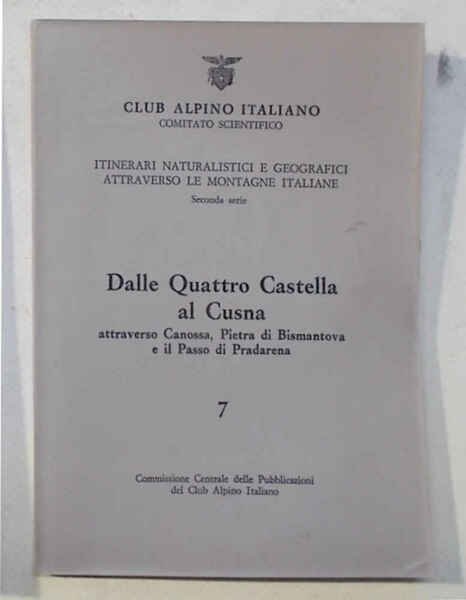 CLUB ALPINO ITALIANO
COMITATO SCIENTIFICO
ITINERARI NATURALISTICI E GEOGRAFICI
ATTRAVERSO LE MONTAGNE ITALIANE
Seconda serie
Dalle Quattro Castella
al Cusna
attraverso Canossa, Pietra di Bismantova
e il Passo di Pradarena
7
Commissione Centrale delle Pubblicazioni
del Club Alpino Italiano